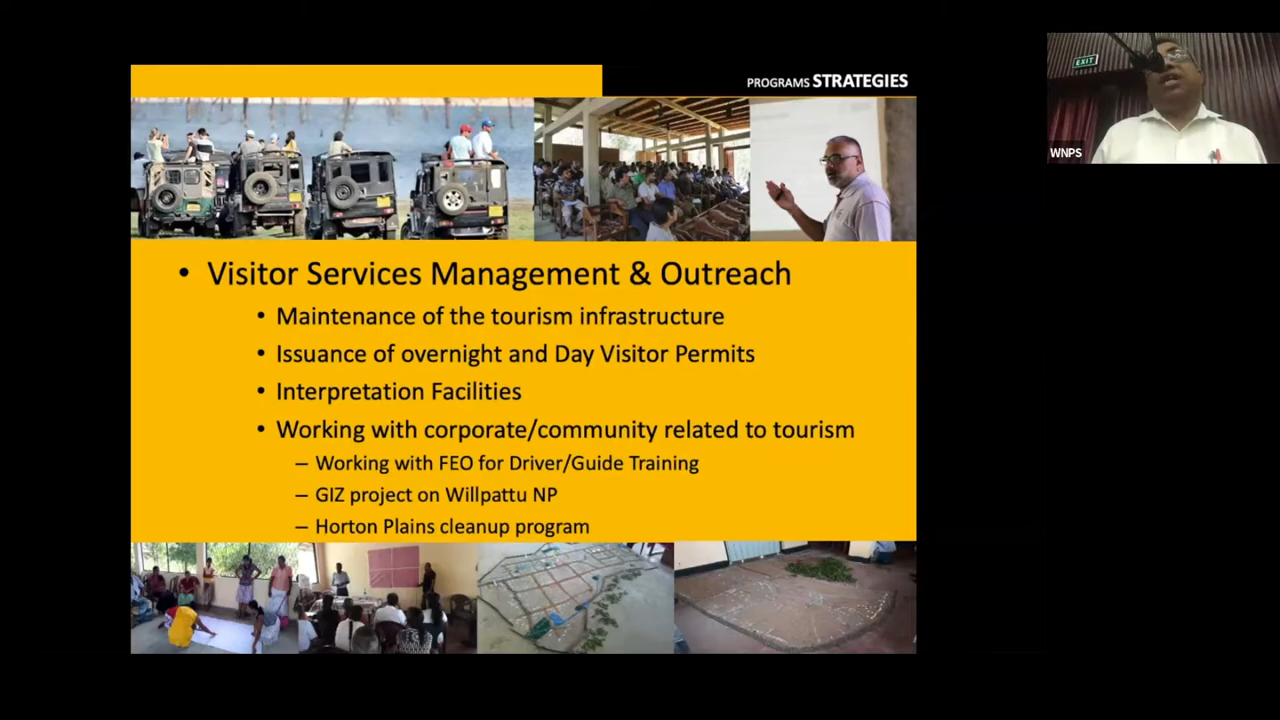 PROGRAMS STRATEGIES
EXIT
WNPS
• Visitor Services Management & Outreach
• Maintenance of the tourism infrastructure
• Issuance of overnight and Day Visitor Permits
• Interpretation Facilities
• Working with corporate/community related to tourism
– Working with FEO for Driver/Guide Training
– GIZ project on Willpattu NP
– Horton Plains cleanup program